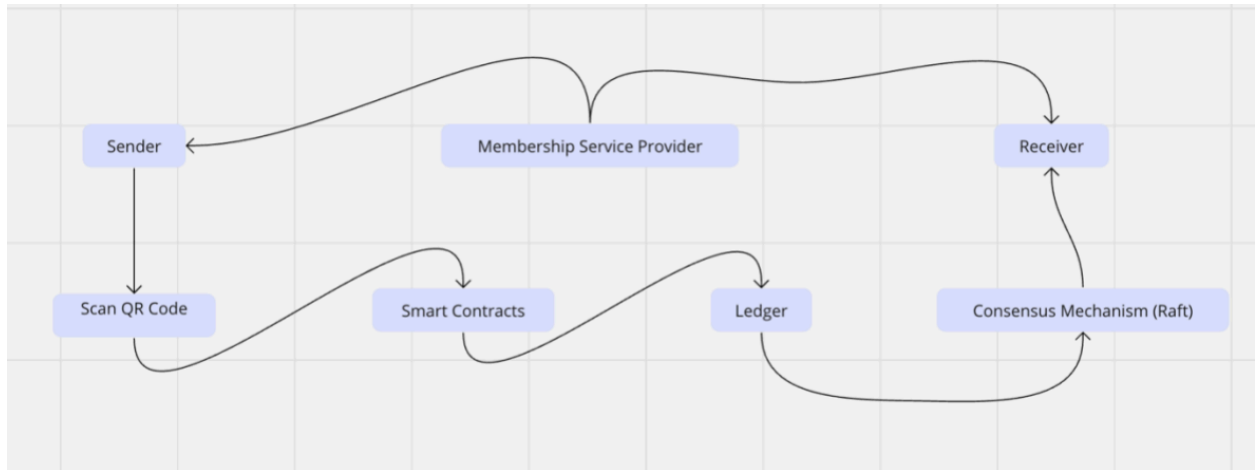 Sender
Membership Service Provider
Receiver
Scan QR Code
Smart Contracts
Ledger
Consensus Mechanism (Raft)